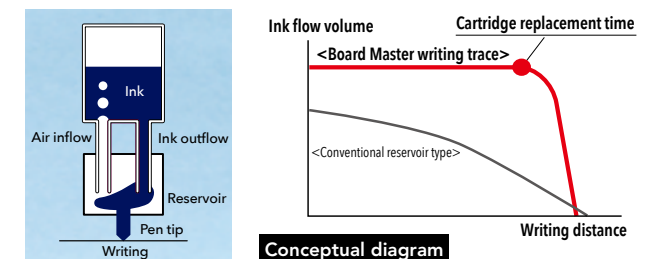 Ink
Air inflow
Ink outflow
Reservoir
Pen tip
Writing
Ink flow volume
Cartridge replacement time
<Board Master writing trace>
<Conventional reservoir type>
Writing distance
Conceptual diagram